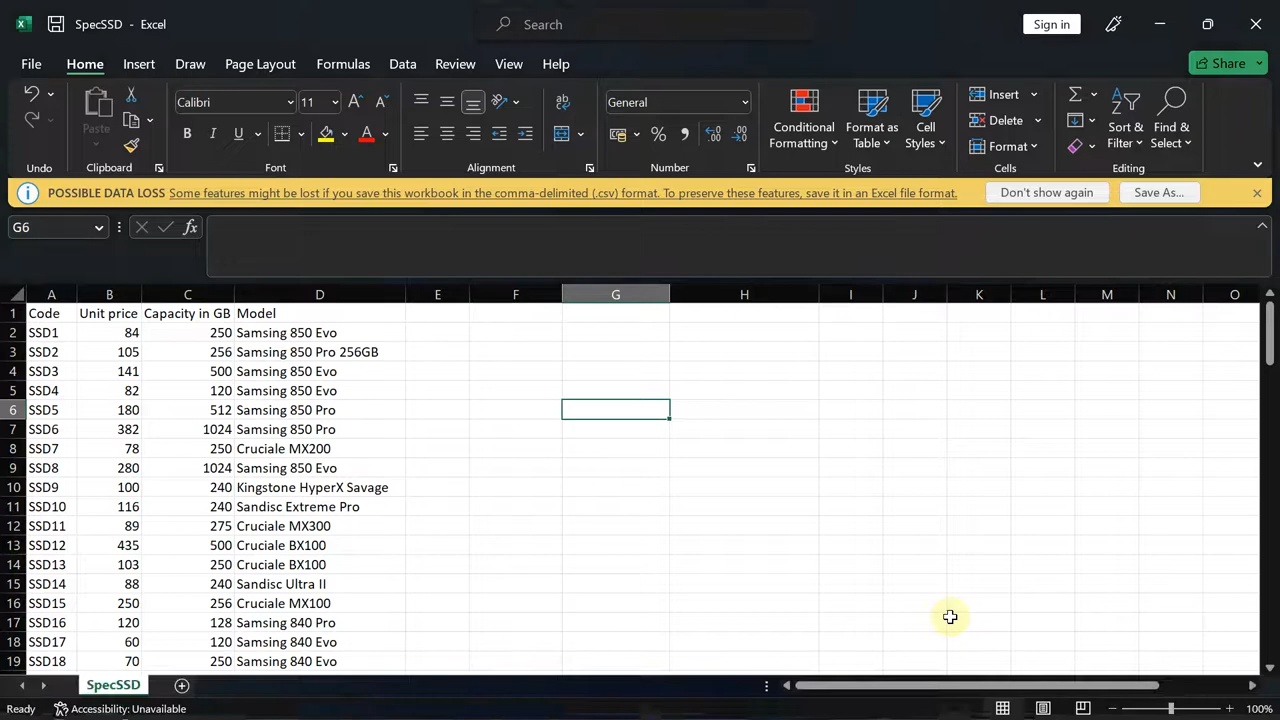 SpecSSD - Excel
Search
Sign in
File Home Insert Draw Page Layout Formulas Data Review View Help
Share
Undo
Paste
Clipboard
Calibri 11
B I U A
Font
ab
Alignment
General
%
Number
Conditional Formatting
Format as Table
Cell Styles
Styles
Insert
Delete
Format
Cells
Sort & Filter
Find & Select
Editing
POSSIBLE DATA LOSS Some features might be lost if you save this workbook in the comma-delimited (.csv) format. To preserve these features, save it in an Excel file format. Don't show again Save As...
G6 fx
A B C D E F G H I J K L M N O
1 Code Unit price Capacity in GB Model
2 SSD1 84 250 Samsing 850 Evo
3 SSD2 105 256 Samsing 850 Pro 256GB
4 SSD3 141 500 Samsing 850 Evo
5 SSD4 82 120 Samsing 850 Evo
6 SSD5 180 512 Samsing 850 Pro
7 SSD6 382 1024 Samsing 850 Pro
8 SSD7 78 250 Cruciale MX200
9 SSD8 280 1024 Samsing 850 Evo
10 SSD9 100 240 Kingstone HyperX Savage
11 SSD10 116 240 Sandisc Extreme Pro
12 SSD11 89 275 Cruciale MX300
13 SSD12 435 500 Cruciale BX100
14 SSD13 103 250 Cruciale BX100
15 SSD14 88 240 Sandisc Ultra II
16 SSD15 250 256 Cruciale MX100
17 SSD16 120 128 Samsing 840 Pro
18 SSD17 60 120 Samsing 840 Evo
19 SSD18 70 250 Samsing 840 Evo
SpecSSD
Ready Accessibility: Unavailable 100%